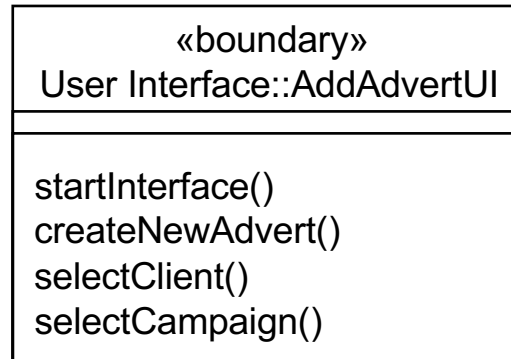 «boundary»
User Interface::AddAdvertUI
startInterface()
createNewAdvert()
selectClient()
selectCampaign()